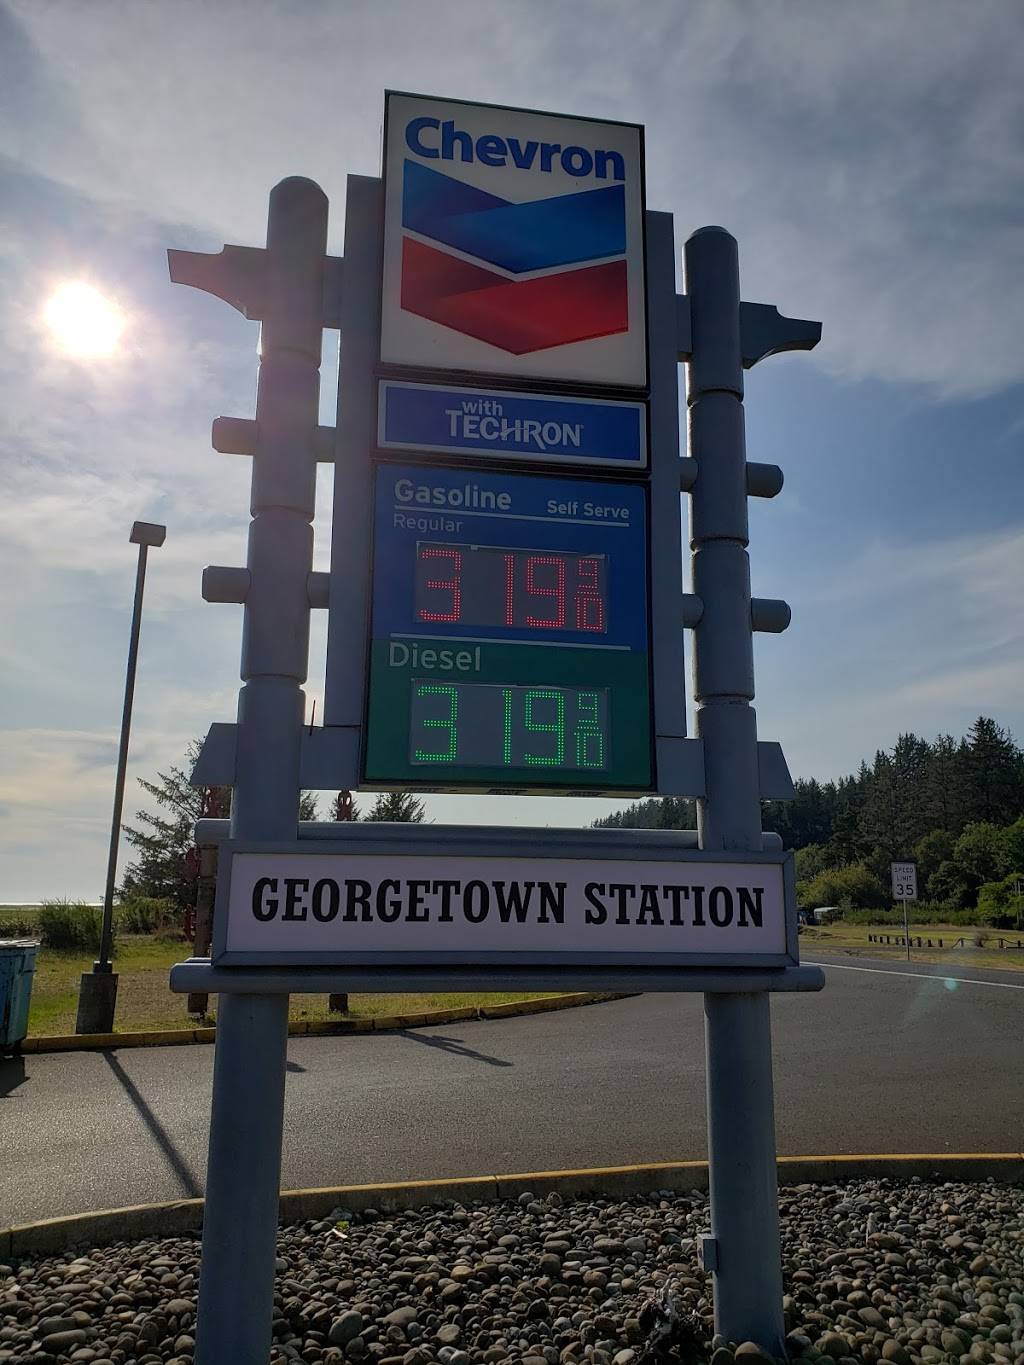 Chevron
with
TECHRON
Gasoline Self Serve
Regular
3 19 9/10
Diesel
3 19 9/10
GEORGETOWN STATION
SPEED
LIMIT
35